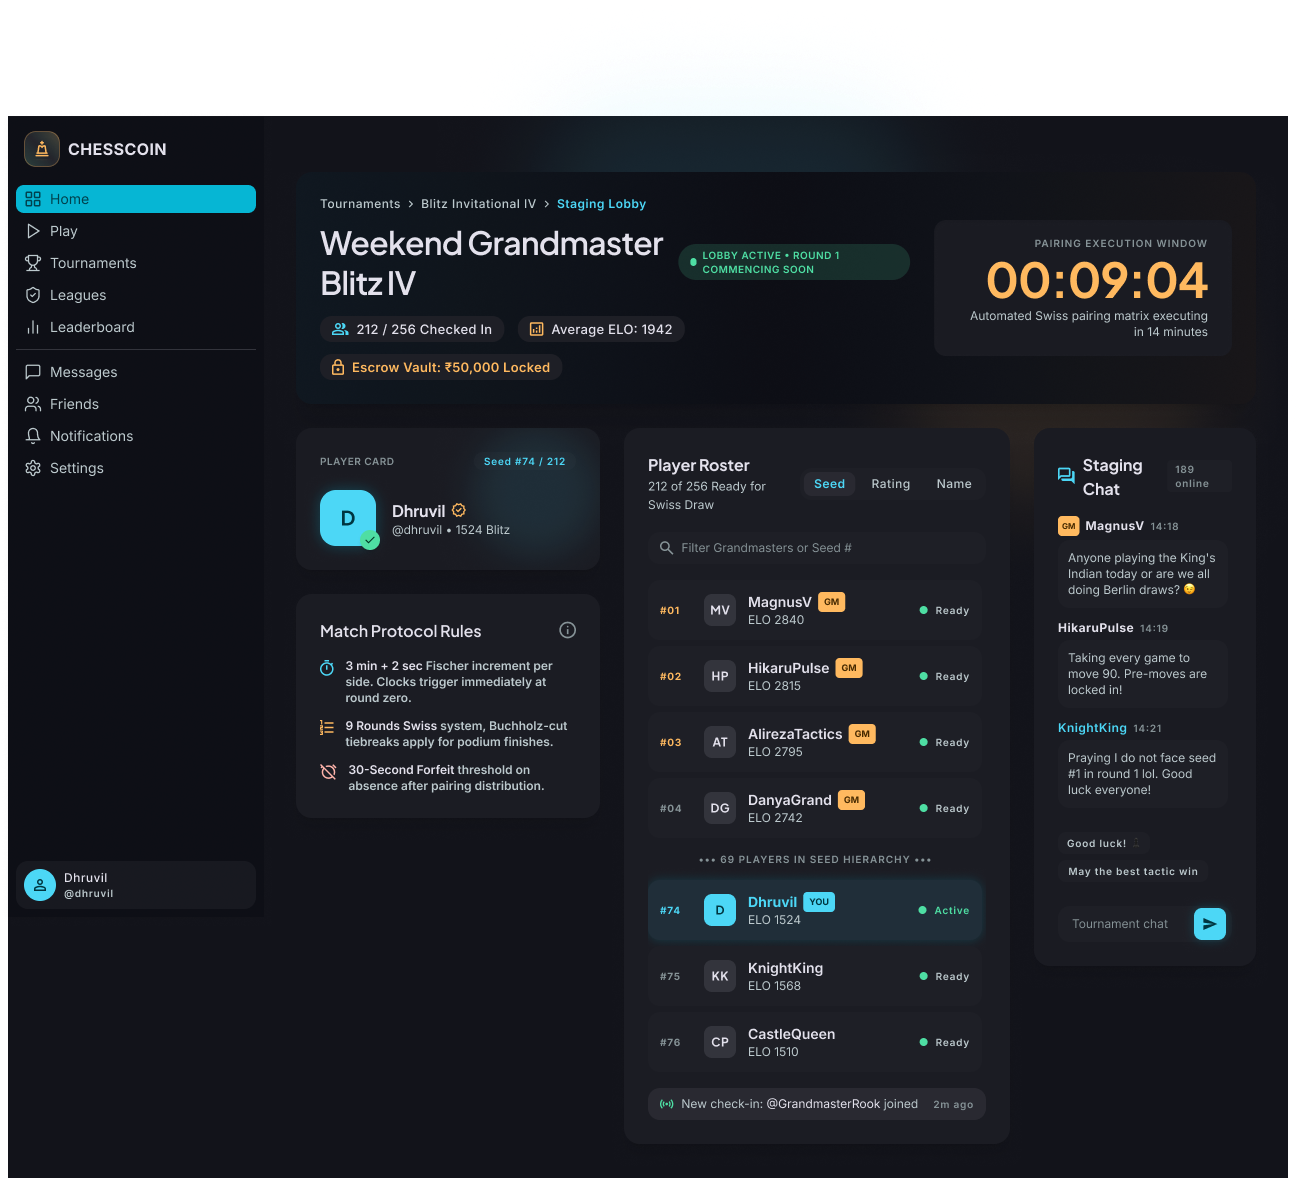 CHESSCOIN
Home
Play
Tournaments
Leagues
Leaderboard
Messages
Friends
Notifications
Settings
Dhruvil
@dhruvil
Tournaments > Blitz Invitational IV > Staging Lobby
Weekend Grandmaster
Blitz IV
LOBBY ACTIVE • ROUND 1
COMMENCING SOON
212 / 256 Checked In
Average ELO: 1942
Escrow Vault: ₹50,000 Locked
PAIRING EXECUTION WINDOW
00:09:04
Automated Swiss pairing matrix executing
in 14 minutes
PLAYER CARD
Seed #74 / 212
D
Dhruvil
@dhruvil • 1524 Blitz
Match Protocol Rules
3 min + 2 sec Fischer increment per
side. Clocks trigger immediately at
round zero.
9 Rounds Swiss system, Buchholz-cut
tiebreaks apply for podium finishes.
30-Second Forfeit threshold on
absence after pairing distribution.
Player Roster
212 of 256 Ready for
Swiss Draw
Seed
Rating
Name
Filter Grandmasters or Seed #
#01 MV MagnusV GM Ready
ELO 2840
#02 HP HikaruPulse GM Ready
ELO 2815
#03 AT AlirezaTactics GM Ready
ELO 2795
#04 DG DanyaGrand GM Ready
ELO 2742
••• 69 PLAYERS IN SEED HIERARCHY •••
#74 D Dhruvil YOU Active
ELO 1524
#75 KK KnightKing Ready
ELO 1568
#76 CP CastleQueen Ready
ELO 1510
New check-in: @GrandmasterRook joined 2m ago
Staging
Chat
189
online
GM MagnusV 14:18
Anyone playing the King's
Indian today or are we all
doing Berlin draws? 😉
HikaruPulse 14:19
Taking every game to
move 90. Pre-moves are
locked in!
KnightKing 14:21
Praying I do not face seed
#1 in round 1 lol. Good
luck everyone!
Good luck!
May the best tactic win
Tournament chat